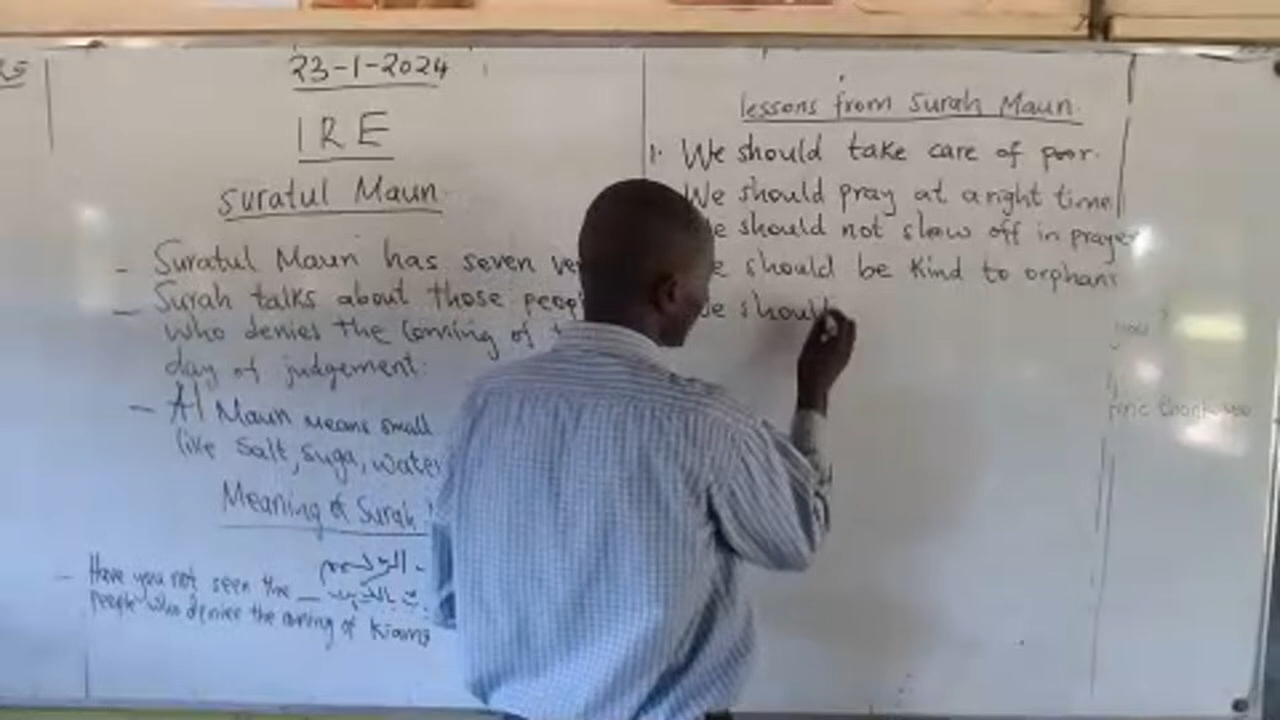 23-1-2024
IRE
Suratul Maun
- Suratul Maun has seven
- Surah talks about those
who denies the coming of
day of judgement.
- Al Maun means small
like Salt, Suga, water
Meaning of Surah
- Have you not seen the
people who denies the coming of Kiama
lessons from Surah Maun.
1. We should take care of poor.
We should pray at a right time
should not show off in prayer
should be kind to orphans
should